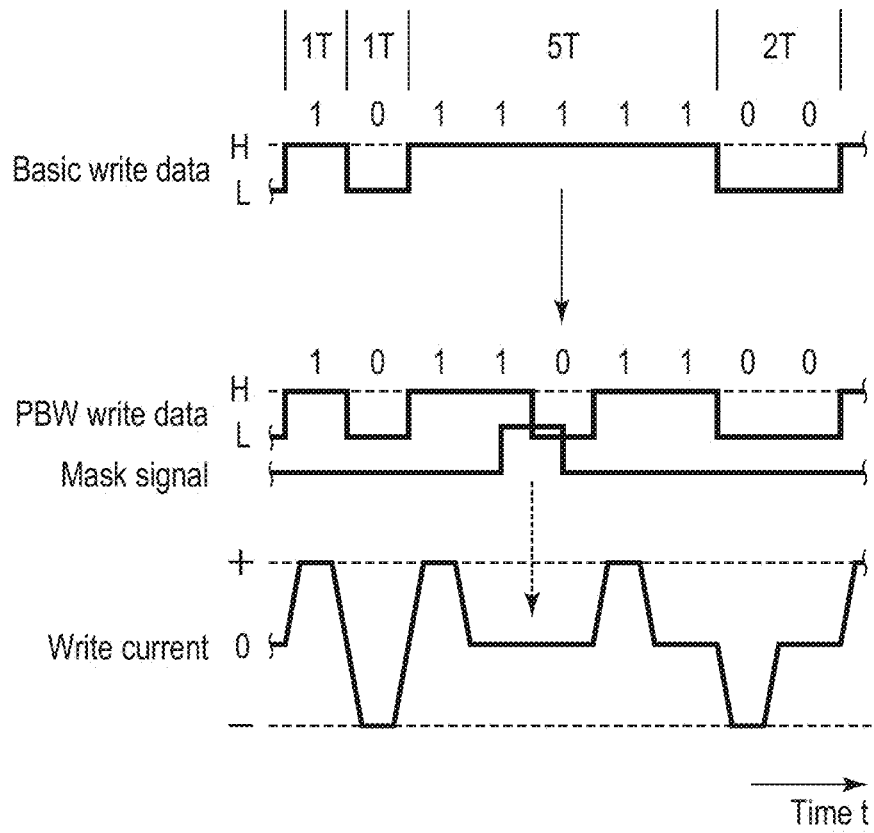 1T 1T 5T 2T
1 0 1 1 1 1 1 0 0
H
Basic write data
L
1 0 1 1 0 1 1 0 0
H
PBW write data
L
Mask signal
+
Write current 0
−
Time t